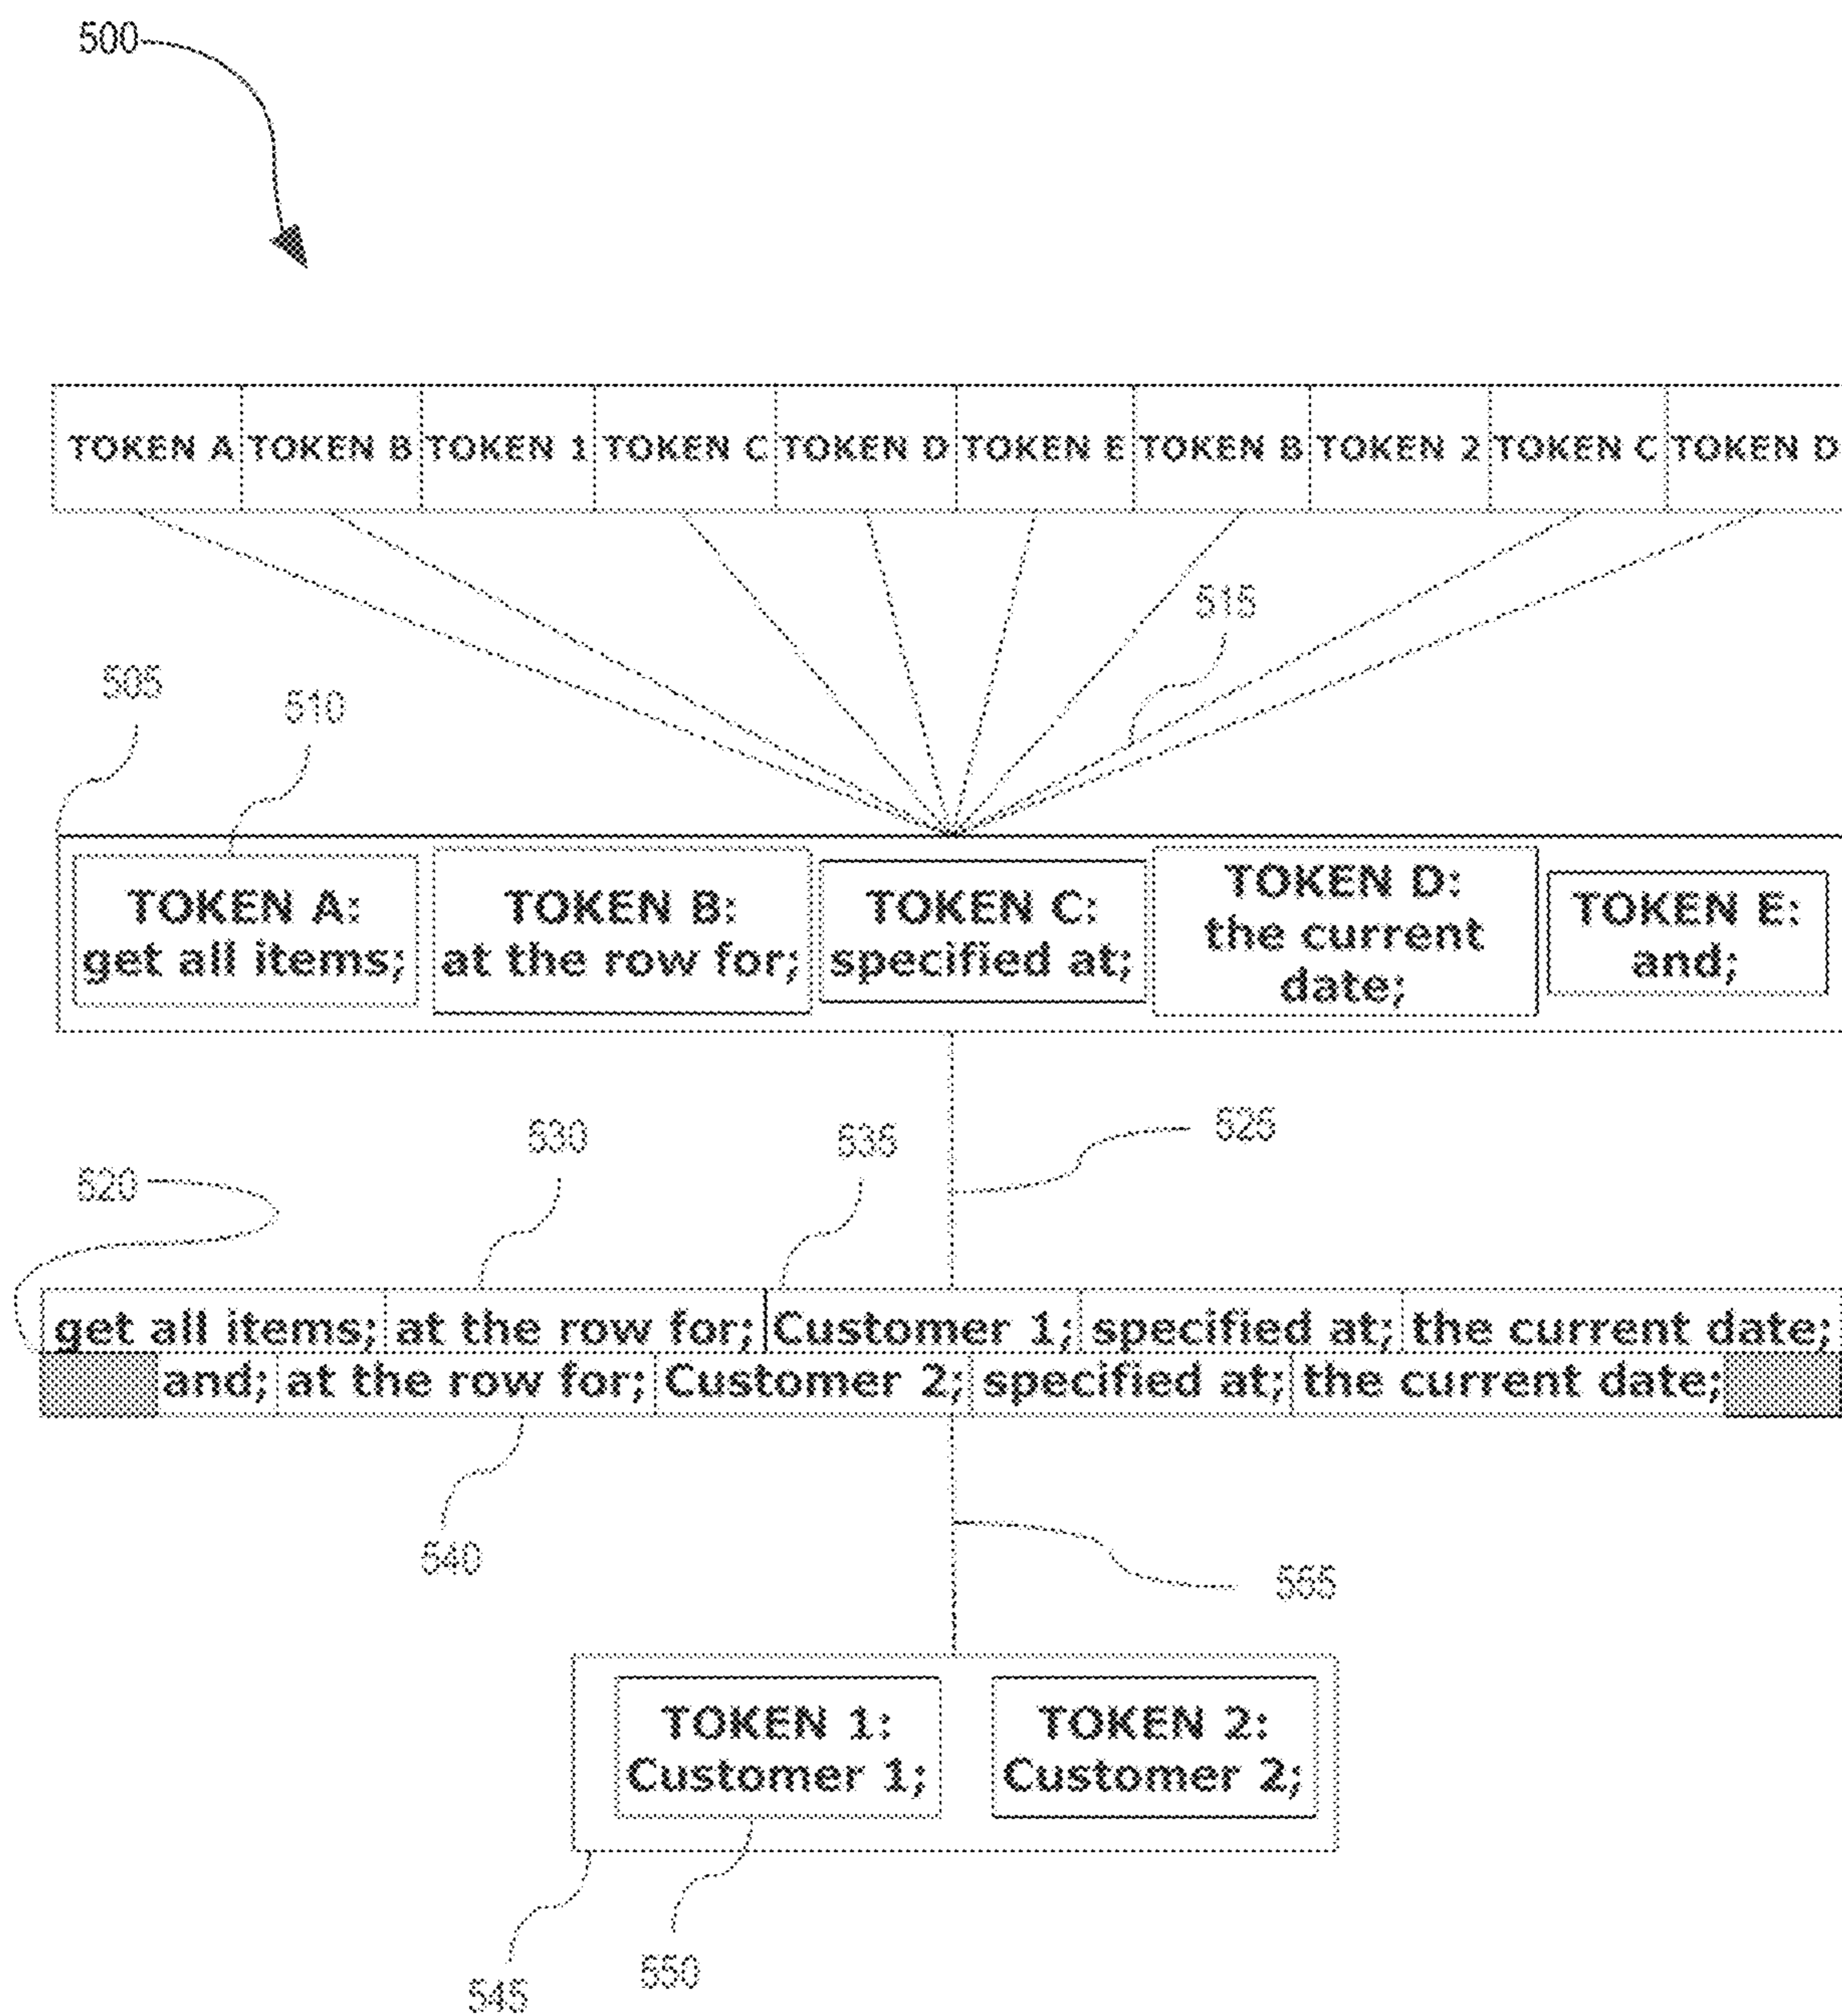 500
TOKEN A TOKEN B TOKEN 1 TOKEN C TOKEN D TOKEN E TOKEN B TOKEN 2 TOKEN C TOKEN D
515
505
510
TOKEN A:
get all items;
TOKEN B:
at the row for;
TOKEN C:
specified at;
TOKEN D:
the current
date;
TOKEN E:
and;
530
535
525
520
get all items; at the row for; Customer 1; specified at; the current date;
and; at the row for; Customer 2; specified at; the current date;
540
555
TOKEN 1:
Customer 1;
TOKEN 2:
Customer 2;
550
545